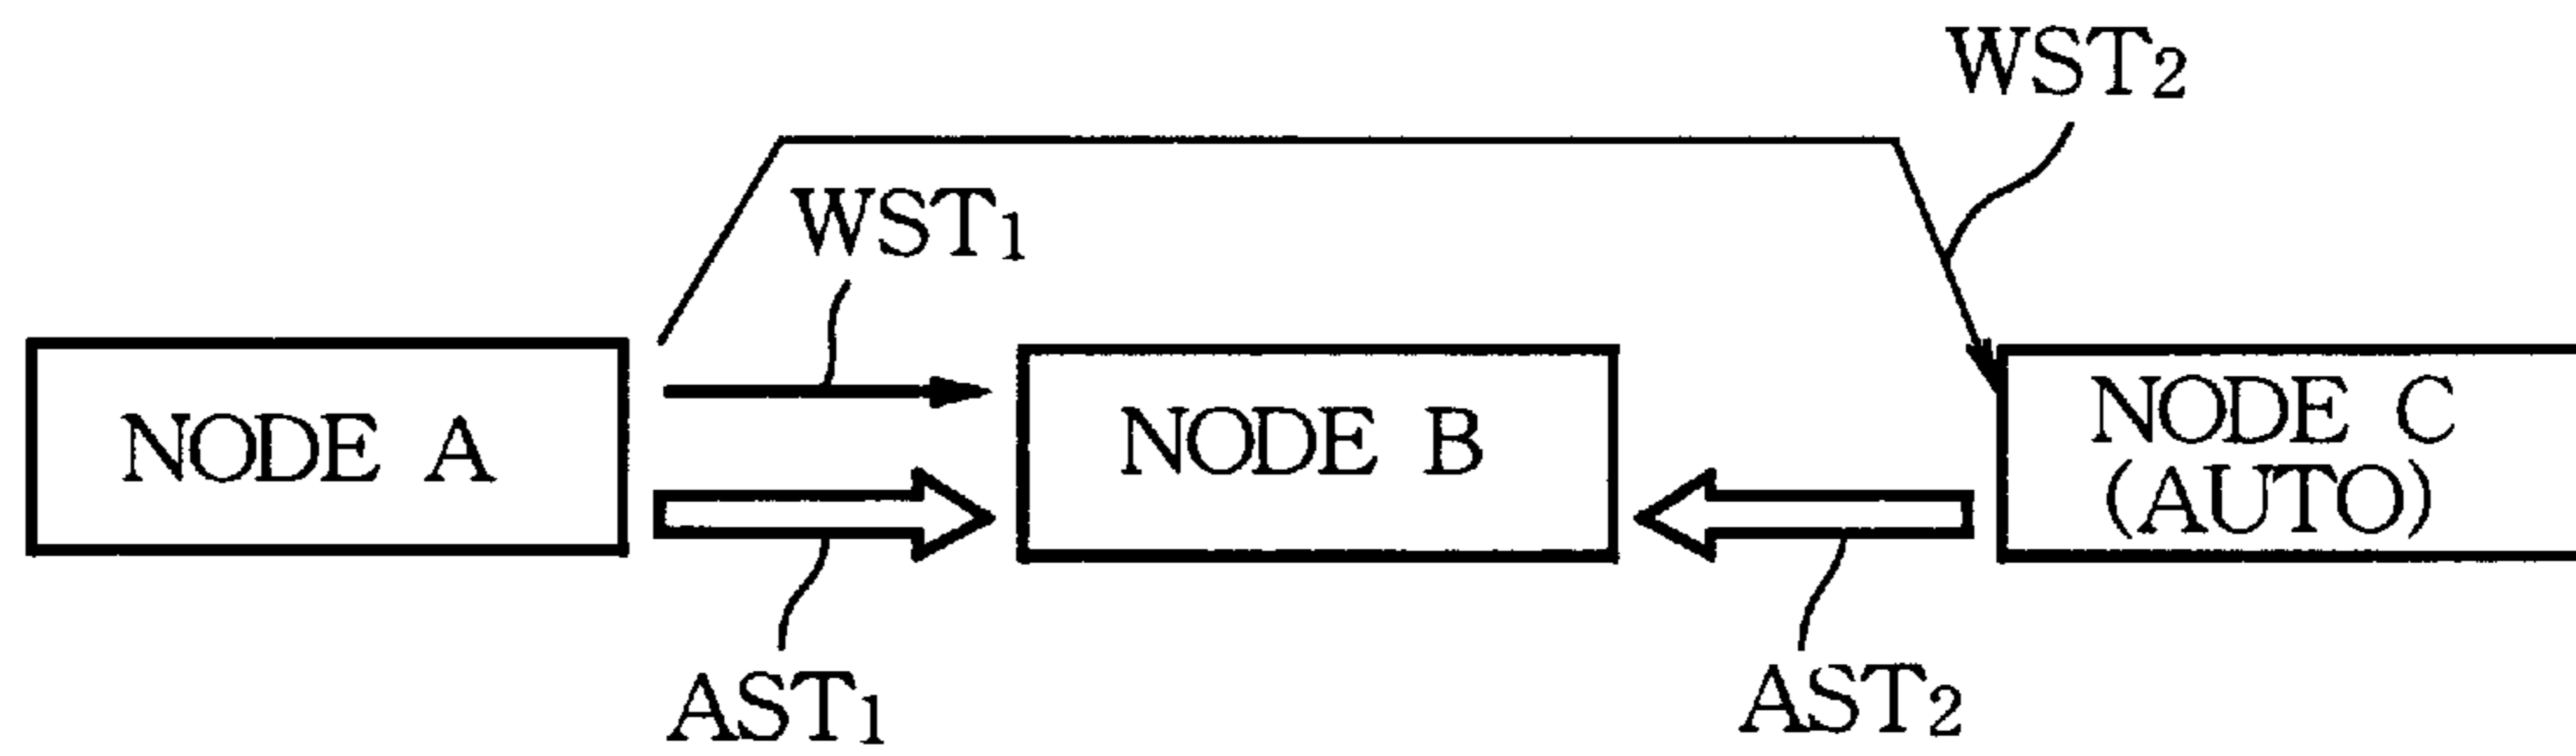 WST2
WST1
NODE A
NODE B
NODE C
(AUTO)
AST1
AST2